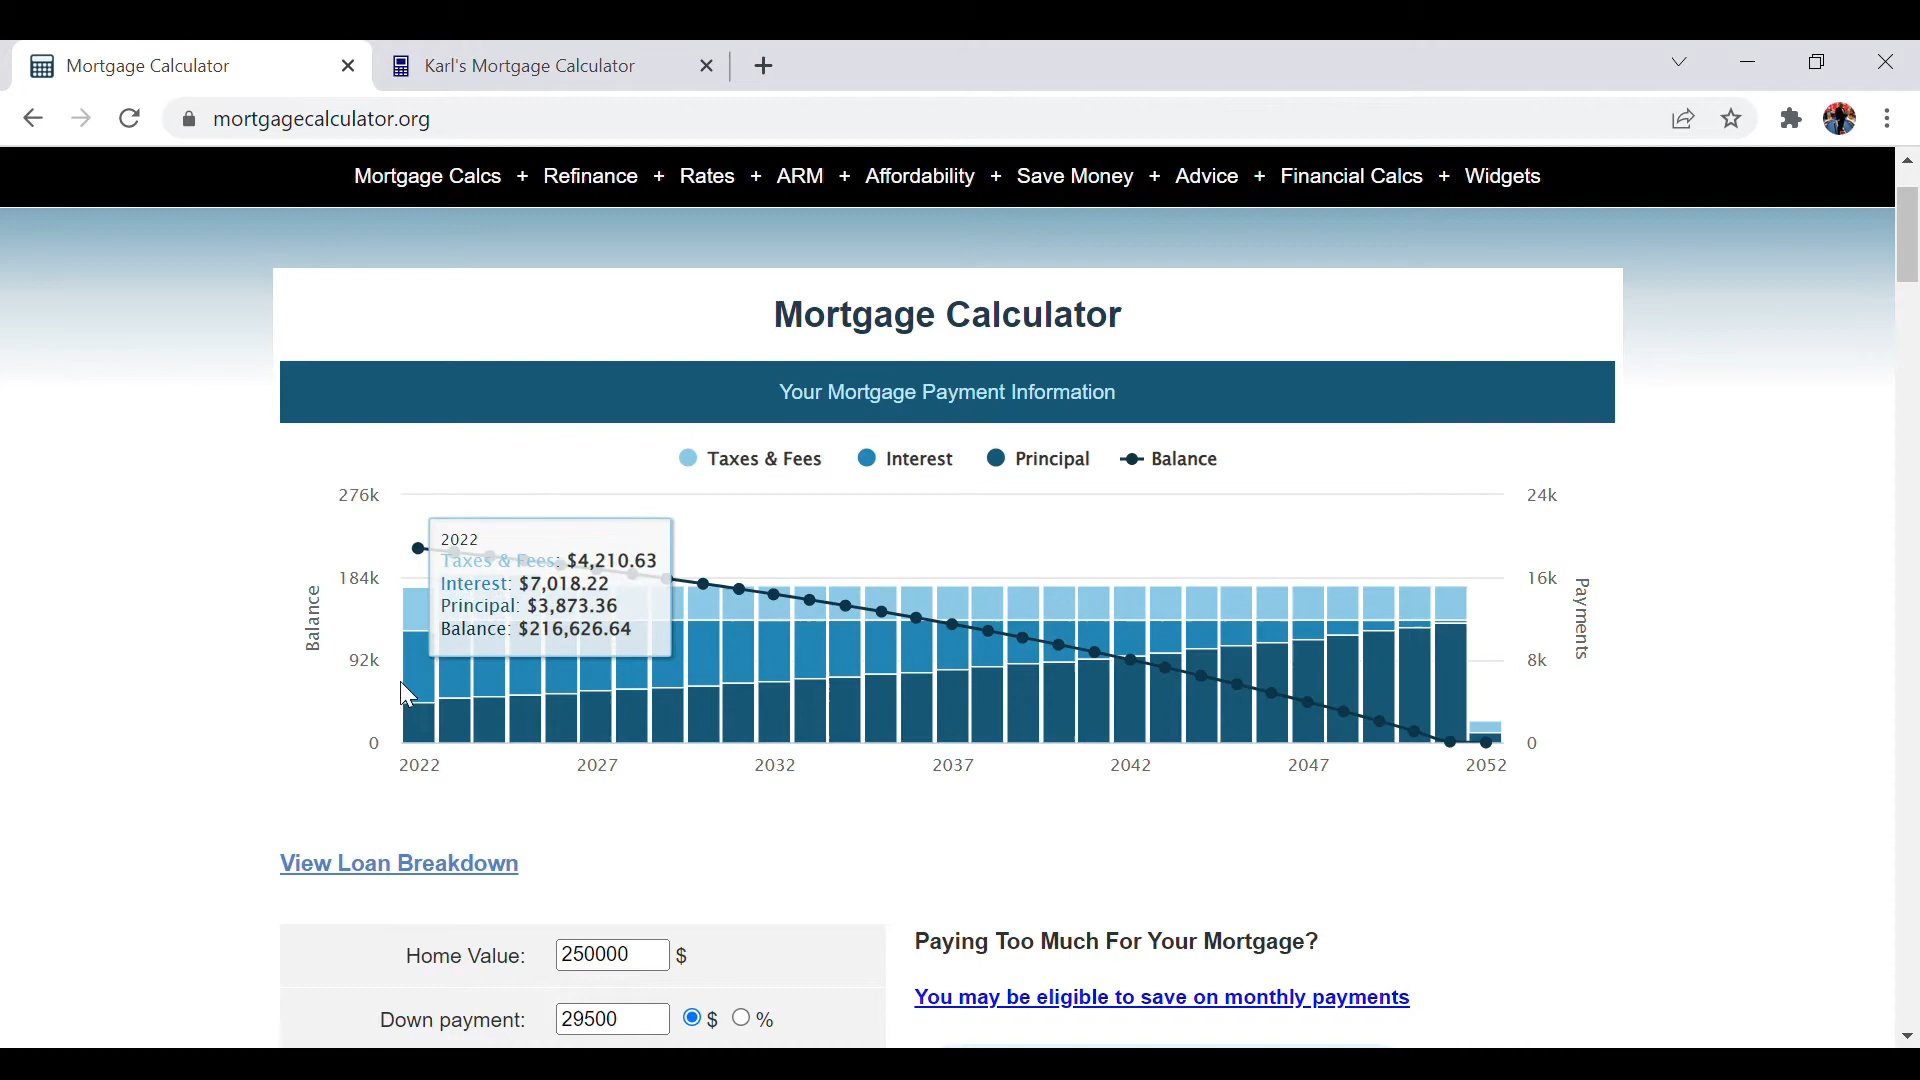 Mortgage Calculator
Karl's Mortgage Calculator
mortgagecalculator.org
Mortgage Calcs + Refinance + Rates + ARM + Affordability + Save Money + Advice + Financial Calcs + Widgets
Mortgage Calculator
Your Mortgage Payment Information
Taxes & Fees Interest Principal Balance
276k 24k
2022
Taxes & Fees: $4,210.63
184k 16k
Interest: $7,018.22
Principal: $3,873.36
Balance: $216,626.64
Balance Payments
92k 8k
0 0
2022 2027 2032 2037 2042 2047 2052
View Loan Breakdown
Home Value: 250000 $
Down payment: 29500 $ %
Paying Too Much For Your Mortgage?
You may be eligible to save on monthly payments